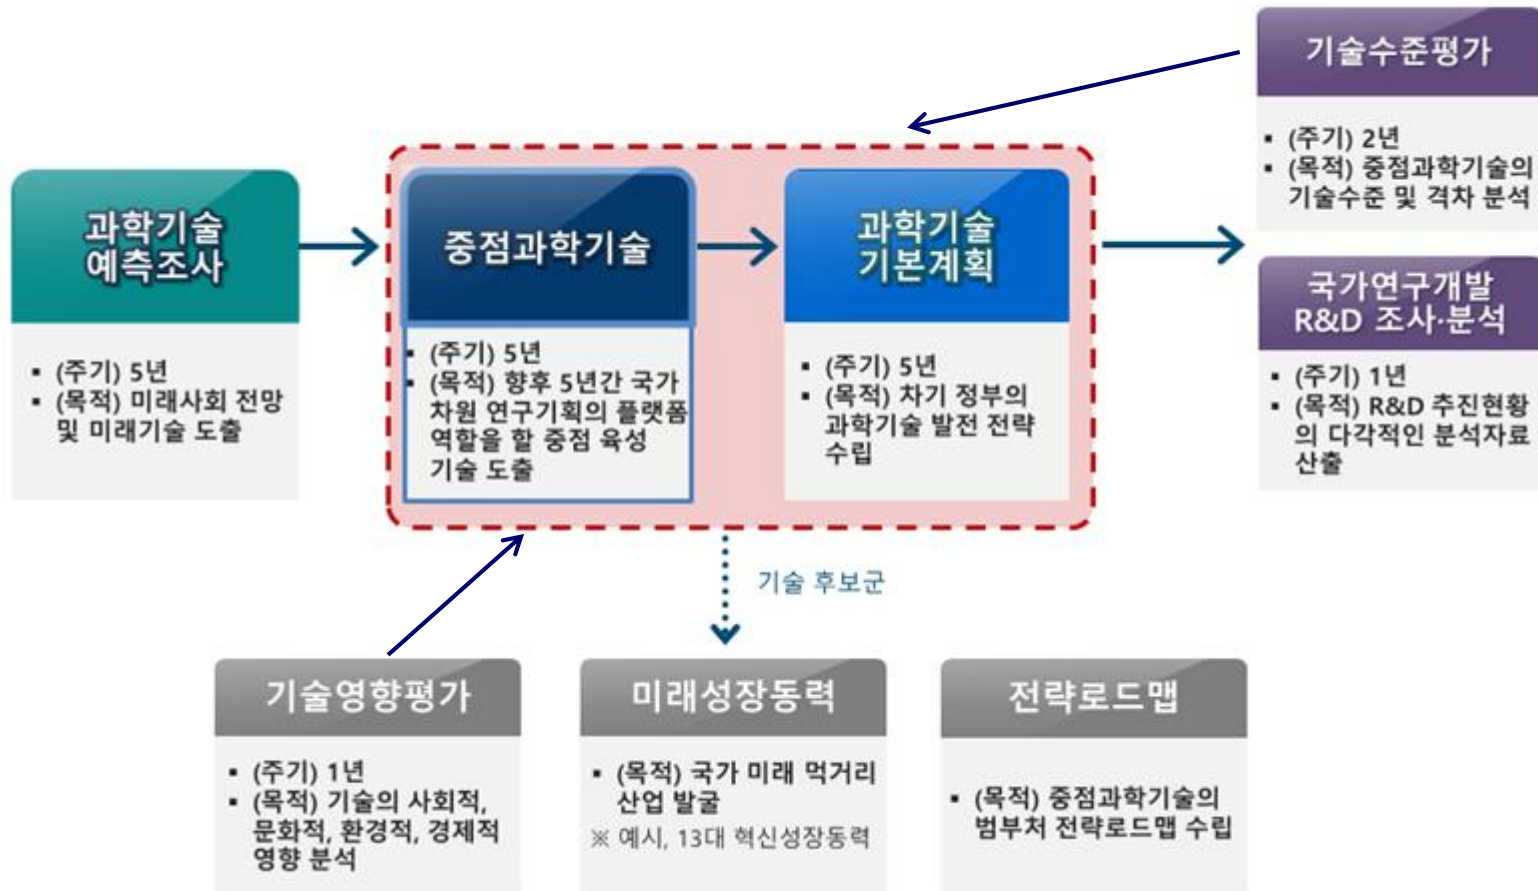 과학기술
예측조사
▪ (주기) 5년
▪ (목적) 미래사회 전망
및 미래기술 도출
중점과학기술
▪ (주기) 5년
▪ (목적) 향후 5년간 국가
차원 연구기획의 플랫폼
역할을 할 중점 육성
기술 도출
과학기술
기본계획
▪ (주기) 5년
▪ (목적) 차기 정부의
과학기술 발전 전략
수립
기술수준평가
▪ (주기) 2년
▪ (목적) 중점과학기술의
기술수준 및 격차 분석
국가연구개발
R&D 조사·분석
▪ (주기) 1년
▪ (목적) R&D 추진현황
의 다각적인 분석자료
산출
기술 후보군
기술영향평가
▪ (주기) 1년
▪ (목적) 기술의 사회적,
문화적, 환경적, 경제적
영향 분석
미래성장동력
▪ (목적) 국가 미래 먹거리
산업 발굴
※ 예시, 13대 혁신성장동력
전략로드맵
▪ (목적) 중점과학기술의
범부처 전략로드맵 수립